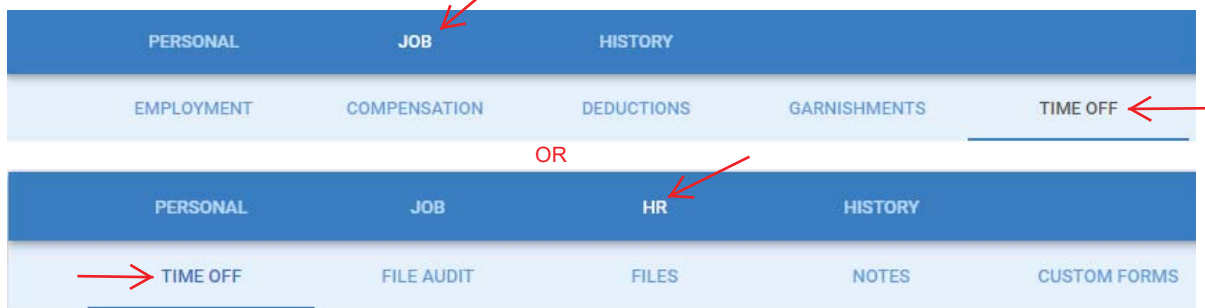 PERSONAL JOB HISTORY
EMPLOYMENT COMPENSATION DEDUCTIONS GARNISHMENTS TIME OFF
OR
PERSONAL JOB HR HISTORY
TIME OFF FILE AUDIT FILES NOTES CUSTOM FORMS